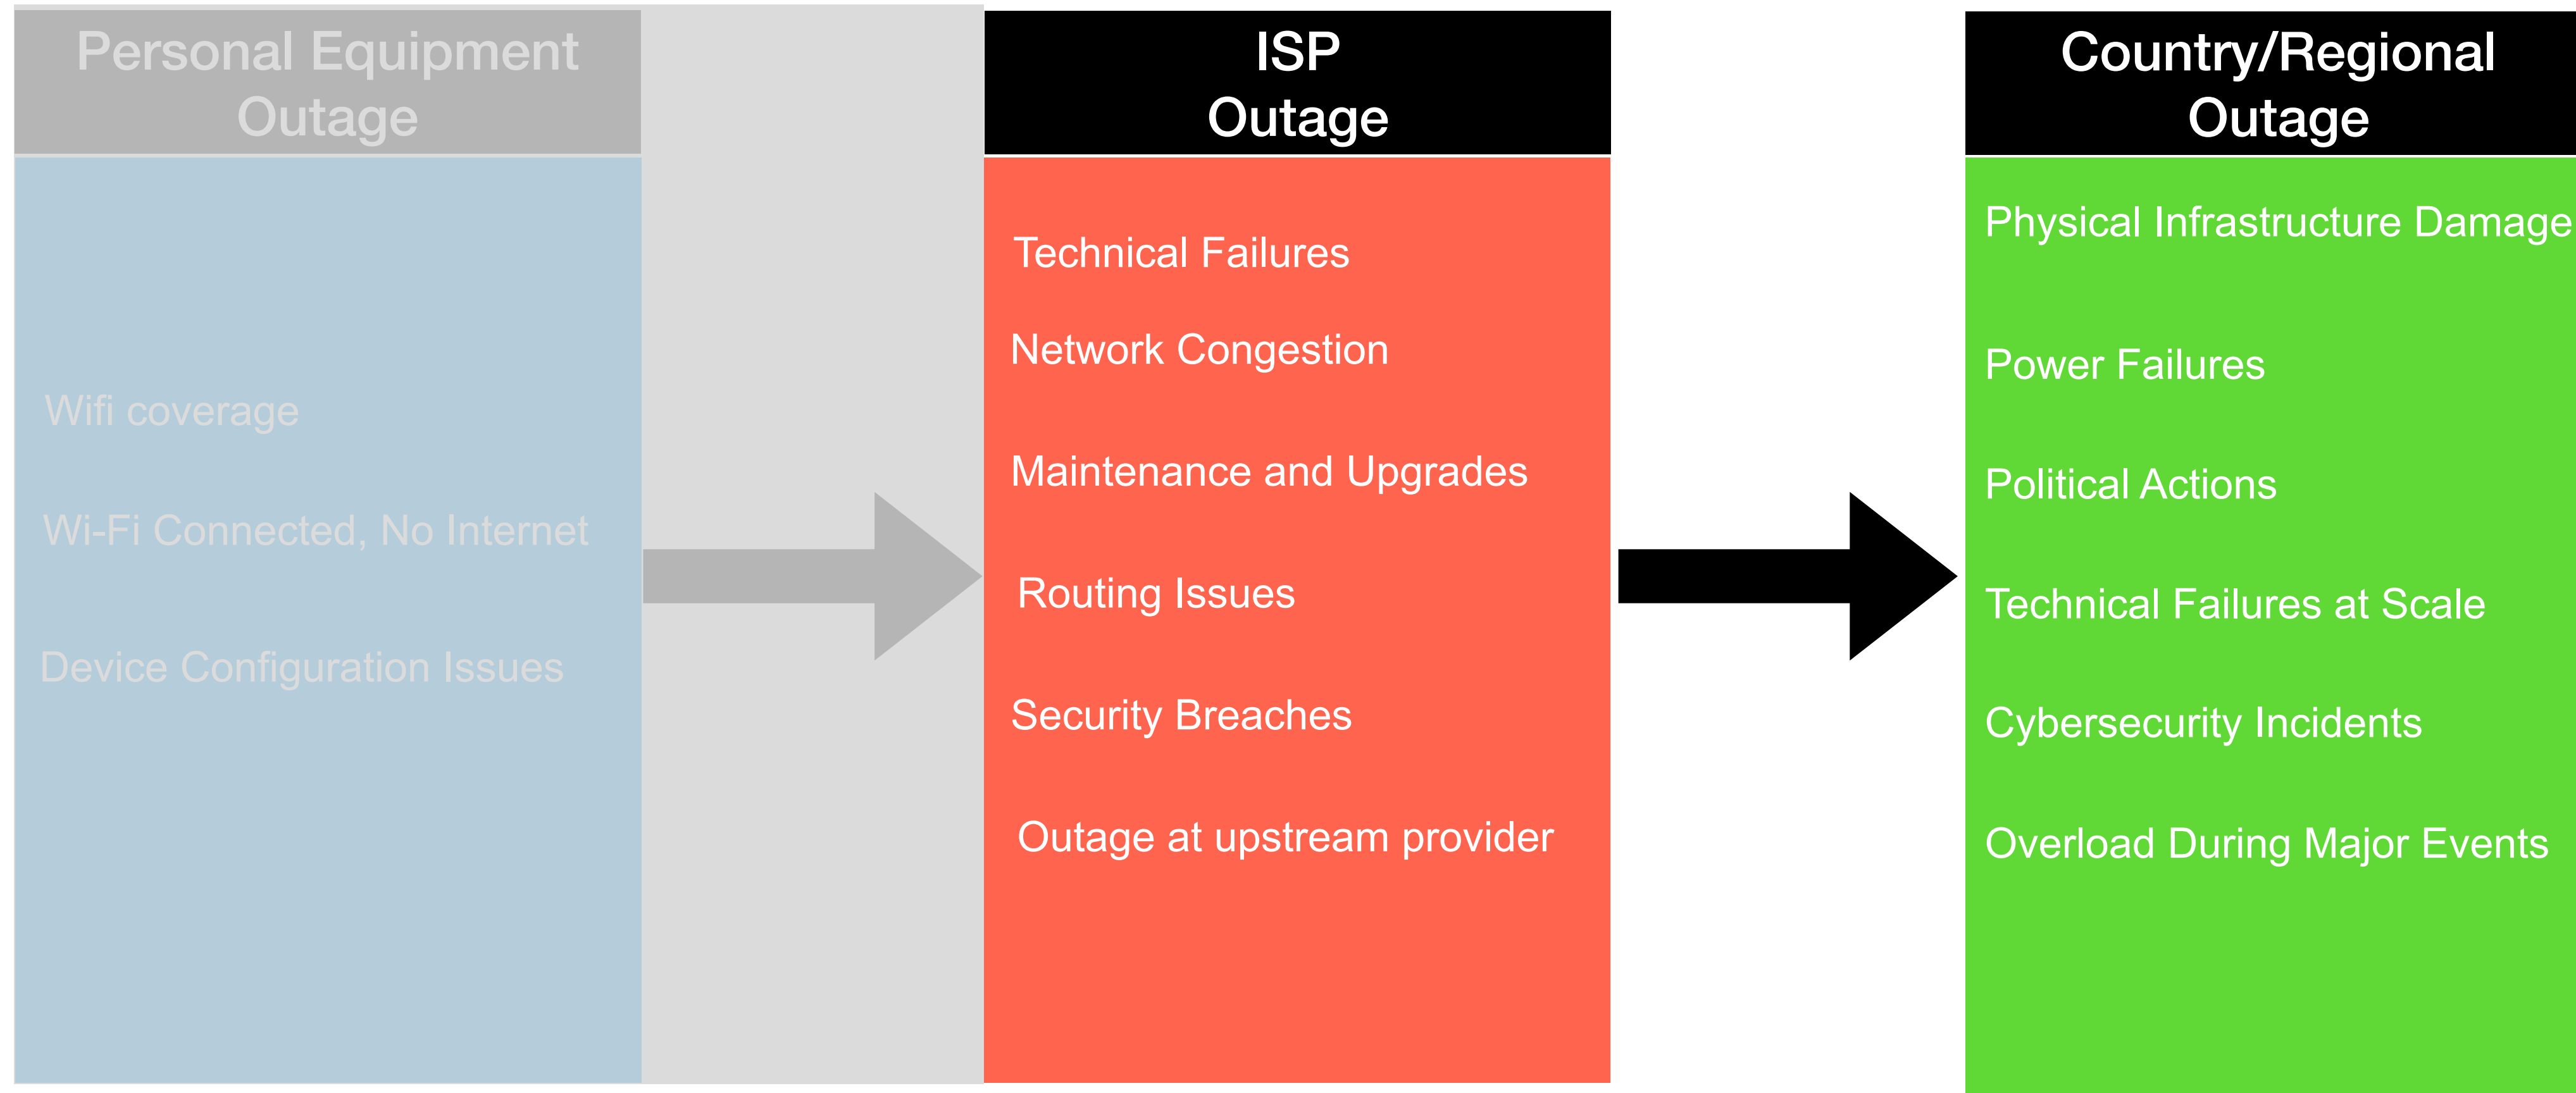 Personal Equipment
Outage
Wifi coverage
Wi-Fi Connected, No Internet
Device Configuration Issues
ISP
Outage
Technical Failures
Network Congestion
Maintenance and Upgrades
Routing Issues
Security Breaches
Outage at upstream provider
Country/Regional
Outage
Physical Infrastructure Damage
Power Failures
Political Actions
Technical Failures at Scale
Cybersecurity Incidents
Overload During Major Events